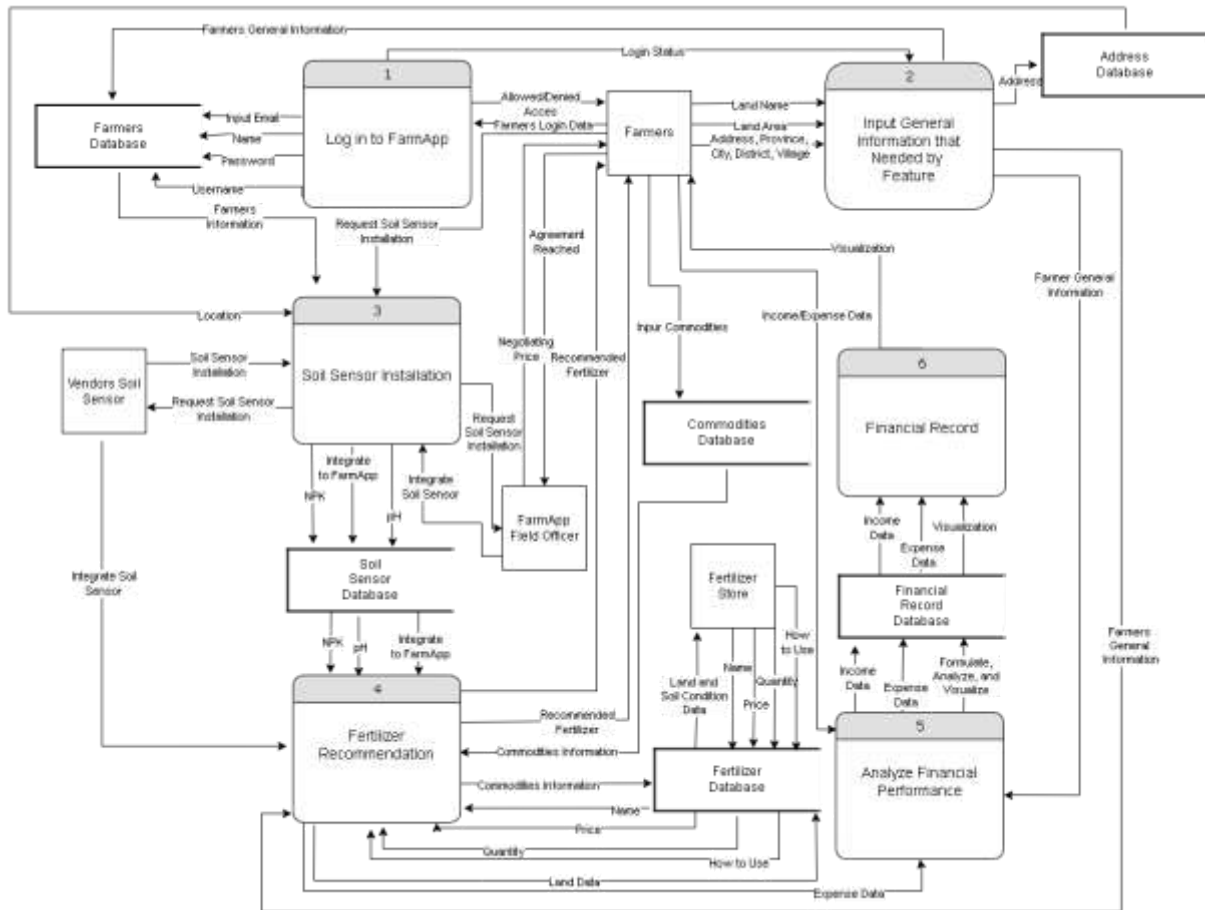 Farmers General Information
Login Status
1
Log in to FarmApp
2
Input General
Information that
Needed by
Feature
Address
Database
Address
Farmers
Database
Input Email
Name
Password
Username
Farmers
Information
Allowed/Denied
Acces
Farmers Login Data
Farmers
Land Name
Land Area
Address, Province,
City, District, Village
Request Soil Sensor
Installation
Agreement
Reached
Visualization
Farmer General
Information
Location
3
Soil Sensor Installation
Negotiating
Price
Recommended
Fertilizer
Inpur Commodities
Income/Expense Data
Vendors Soil
Sensor
Soil Sensor
Installation
Request Soil Sensor
Installation
Request
Soil Sensor
Installation
Commodities
Database
6
Financial Record
NPK
Integrate
to FarmApp
pH
Integrate
Soil Sensor
FarmApp
Field Officer
Income
Data
Expense
Data
Visualization
Integrate Soil
Sensor
Soil
Sensor
Database
Fertilizer
Store
Financial
Record
Database
NPK
pH
Integrate
to FarmApp
Land and
Soil Condition
Data
Name
Price
Quantity
How
to Use
Income
Data
Expense
Data
Formulate,
Analyze, and
Visualize
Farmers
General
Information
4
Fertilizer
Recommendation
Recommended
Fertilizer
Commodities Information
Commodities Information
Fertilizer
Database
5
Analyze Financial
Performance
Name
Price
Quantity
How to Use
Land Data
Expense Data